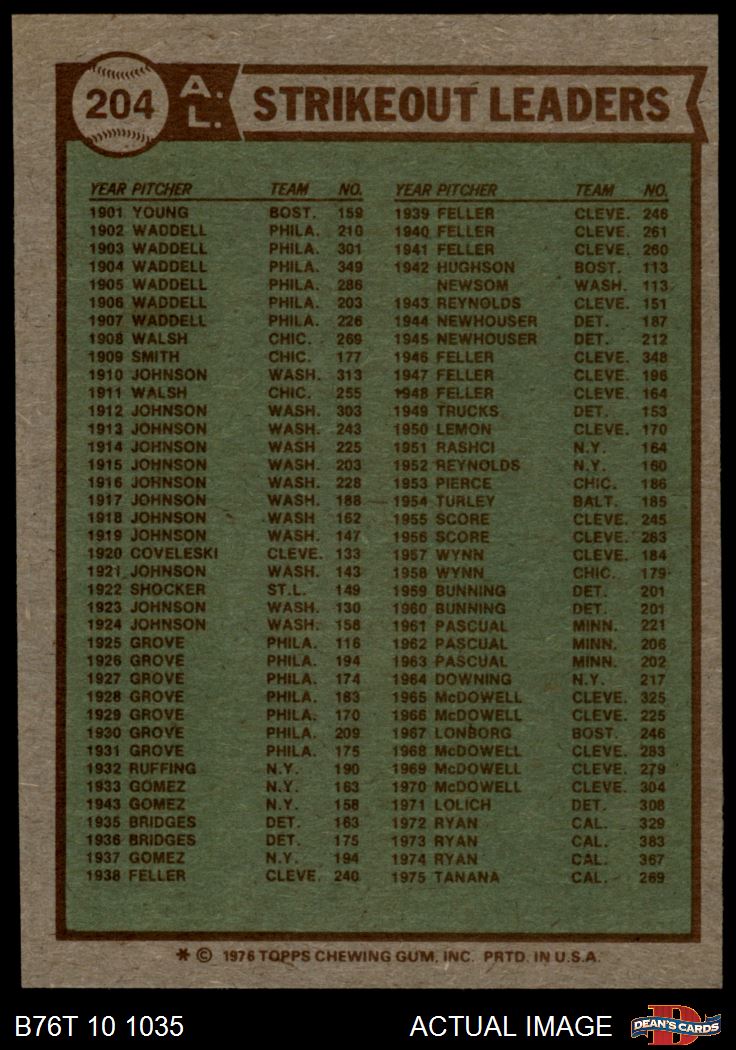 204 A.L. STRIKEOUT LEADERS
YEAR PITCHER TEAM NO.
1901 YOUNG BOST. 159
1902 WADDELL PHILA. 210
1903 WADDELL PHILA. 301
1904 WADDELL PHILA. 349
1905 WADDELL PHILA. 286
1906 WADDELL PHILA. 203
1907 WADDELL PHILA. 226
1908 WALSH CHIC. 269
1909 SMITH CHIC. 177
1910 JOHNSON WASH. 313
1911 WALSH CHIC. 255
1912 JOHNSON WASH. 303
1913 JOHNSON WASH. 243
1914 JOHNSON WASH 225
1915 JOHNSON WASH. 203
1916 JOHNSON WASH. 228
1917 JOHNSON WASH. 188
1918 JOHNSON WASH 162
1919 JOHNSON WASH. 147
1920 COVELESKI CLEVE. 133
1921 JOHNSON WASH. 143
1922 SHOCKER ST.L. 149
1923 JOHNSON WASH. 130
1924 JOHNSON WASH. 158
1925 GROVE PHILA. 116
1926 GROVE PHILA. 194
1927 GROVE PHILA. 174
1928 GROVE PHILA. 183
1929 GROVE PHILA. 170
1930 GROVE PHILA. 209
1931 GROVE PHILA. 175
1932 RUFFING N.Y. 190
1933 GOMEZ N.Y. 163
1943 GOMEZ N.Y. 158
1935 BRIDGES DET. 163
1936 BRIDGES DET. 175
1937 GOMEZ N.Y. 194
1938 FELLER CLEVE. 240
YEAR PITCHER TEAM NO.
1939 FELLER CLEVE. 246
1940 FELLER CLEVE. 261
1941 FELLER CLEVE. 260
1942 HUGHSON BOST. 113
NEWSOM WASH. 113
1943 REYNOLDS CLEVE. 151
1944 NEWHOUSER DET. 187
1945 NEWHOUSER DET. 212
1946 FELLER CLEVE. 348
1947 FELLER CLEVE. 196
1948 FELLER CLEVE. 164
1949 TRUCKS DET. 153
1950 LEMON CLEVE. 170
1951 RASHCI N.Y. 164
1952 REYNOLDS N.Y. 160
1953 PIERCE CHIC. 186
1954 TURLEY BALT. 185
1955 SCORE CLEVE. 245
1956 SCORE CLEVE. 263
1957 WYNN CLEVE. 184
1958 WYNN CHIC. 179
1959 BUNNING DET. 201
1960 BUNNING DET. 201
1961 PASCUAL MINN. 221
1962 PASCUAL MINN. 206
1963 PASCUAL MINN. 202
1964 DOWNING N.Y. 217
1965 McDOWELL CLEVE. 325
1966 McDOWELL CLEVE. 225
1967 LONBORG BOST. 246
1968 McDOWELL CLEVE. 283
1969 McDOWELL CLEVE. 279
1970 McDOWELL CLEVE. 304
1971 LOLICH DET. 308
1972 RYAN CAL. 329
1973 RYAN CAL. 383
1974 RYAN CAL. 367
1975 TANANA CAL. 269
* © 1976 TOPPS CHEWING GUM, INC. PRTD. IN U.S.A.
B76T 10 1035 ACTUAL IMAGE DEAN'S CARDS